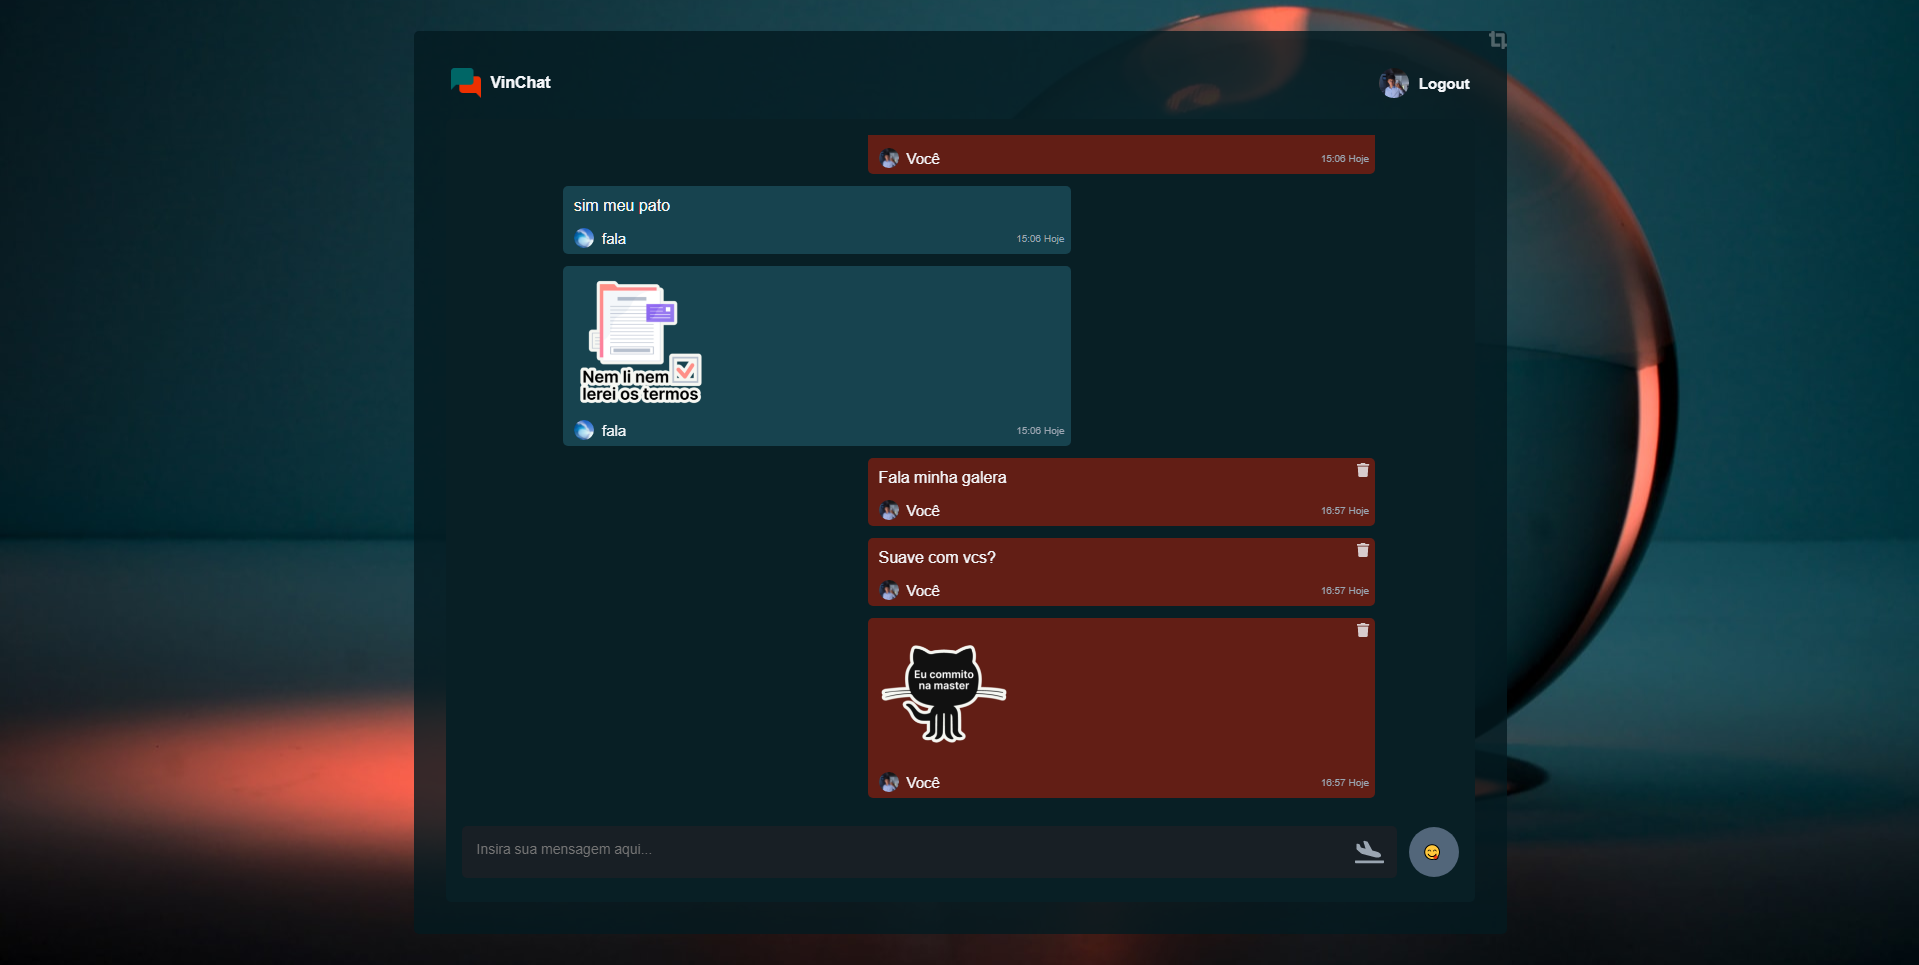 VinChat
Logout
Você
15:06 Hoje
sim meu pato
fala
15:06 Hoje
Nem li nem
lerei os termos
fala
15:06 Hoje
Fala minha galera
Você
16:57 Hoje
Suave com vcs?
Você
16:57 Hoje
Eu commito
na master
Você
16:57 Hoje
Insira sua mensagem aqui...